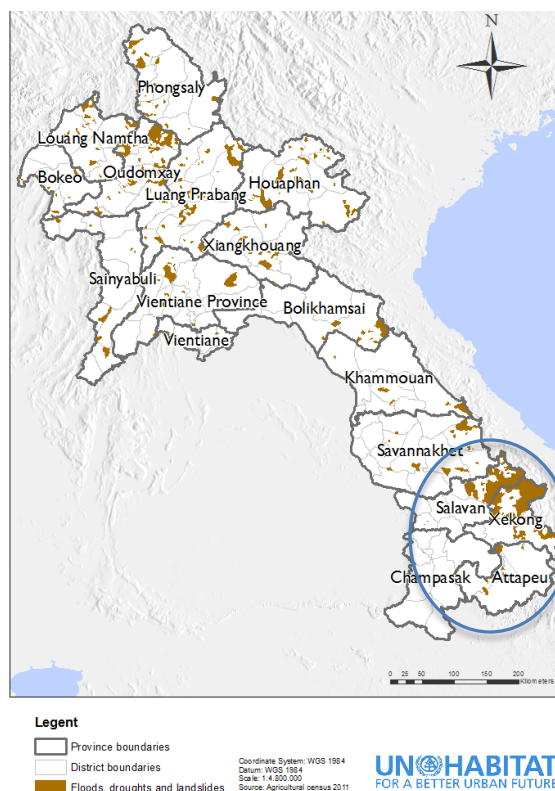 N
Phongsaly
Louang Namtha
Bokeo
Oudomxay
Luang Prabang
Houaphan
Xiangkhouang
Sainyabuli
Vientiane Province
Bolikhamsai
Vientiane
Khammouan
Savannakhet
Salavan
Xekong
Champasak
Attapeu
0 25 50 100 150 200
Kilometers
Legent
Province boundaries
District boundaries
Floods, droughts and landslides
Coordinate System: WGS 1984
Datum: WGS 1984
Scale: 1:4.800.000
Source: Agricultural census 2011
UN HABITAT
FOR A BETTER URBAN FUTURE